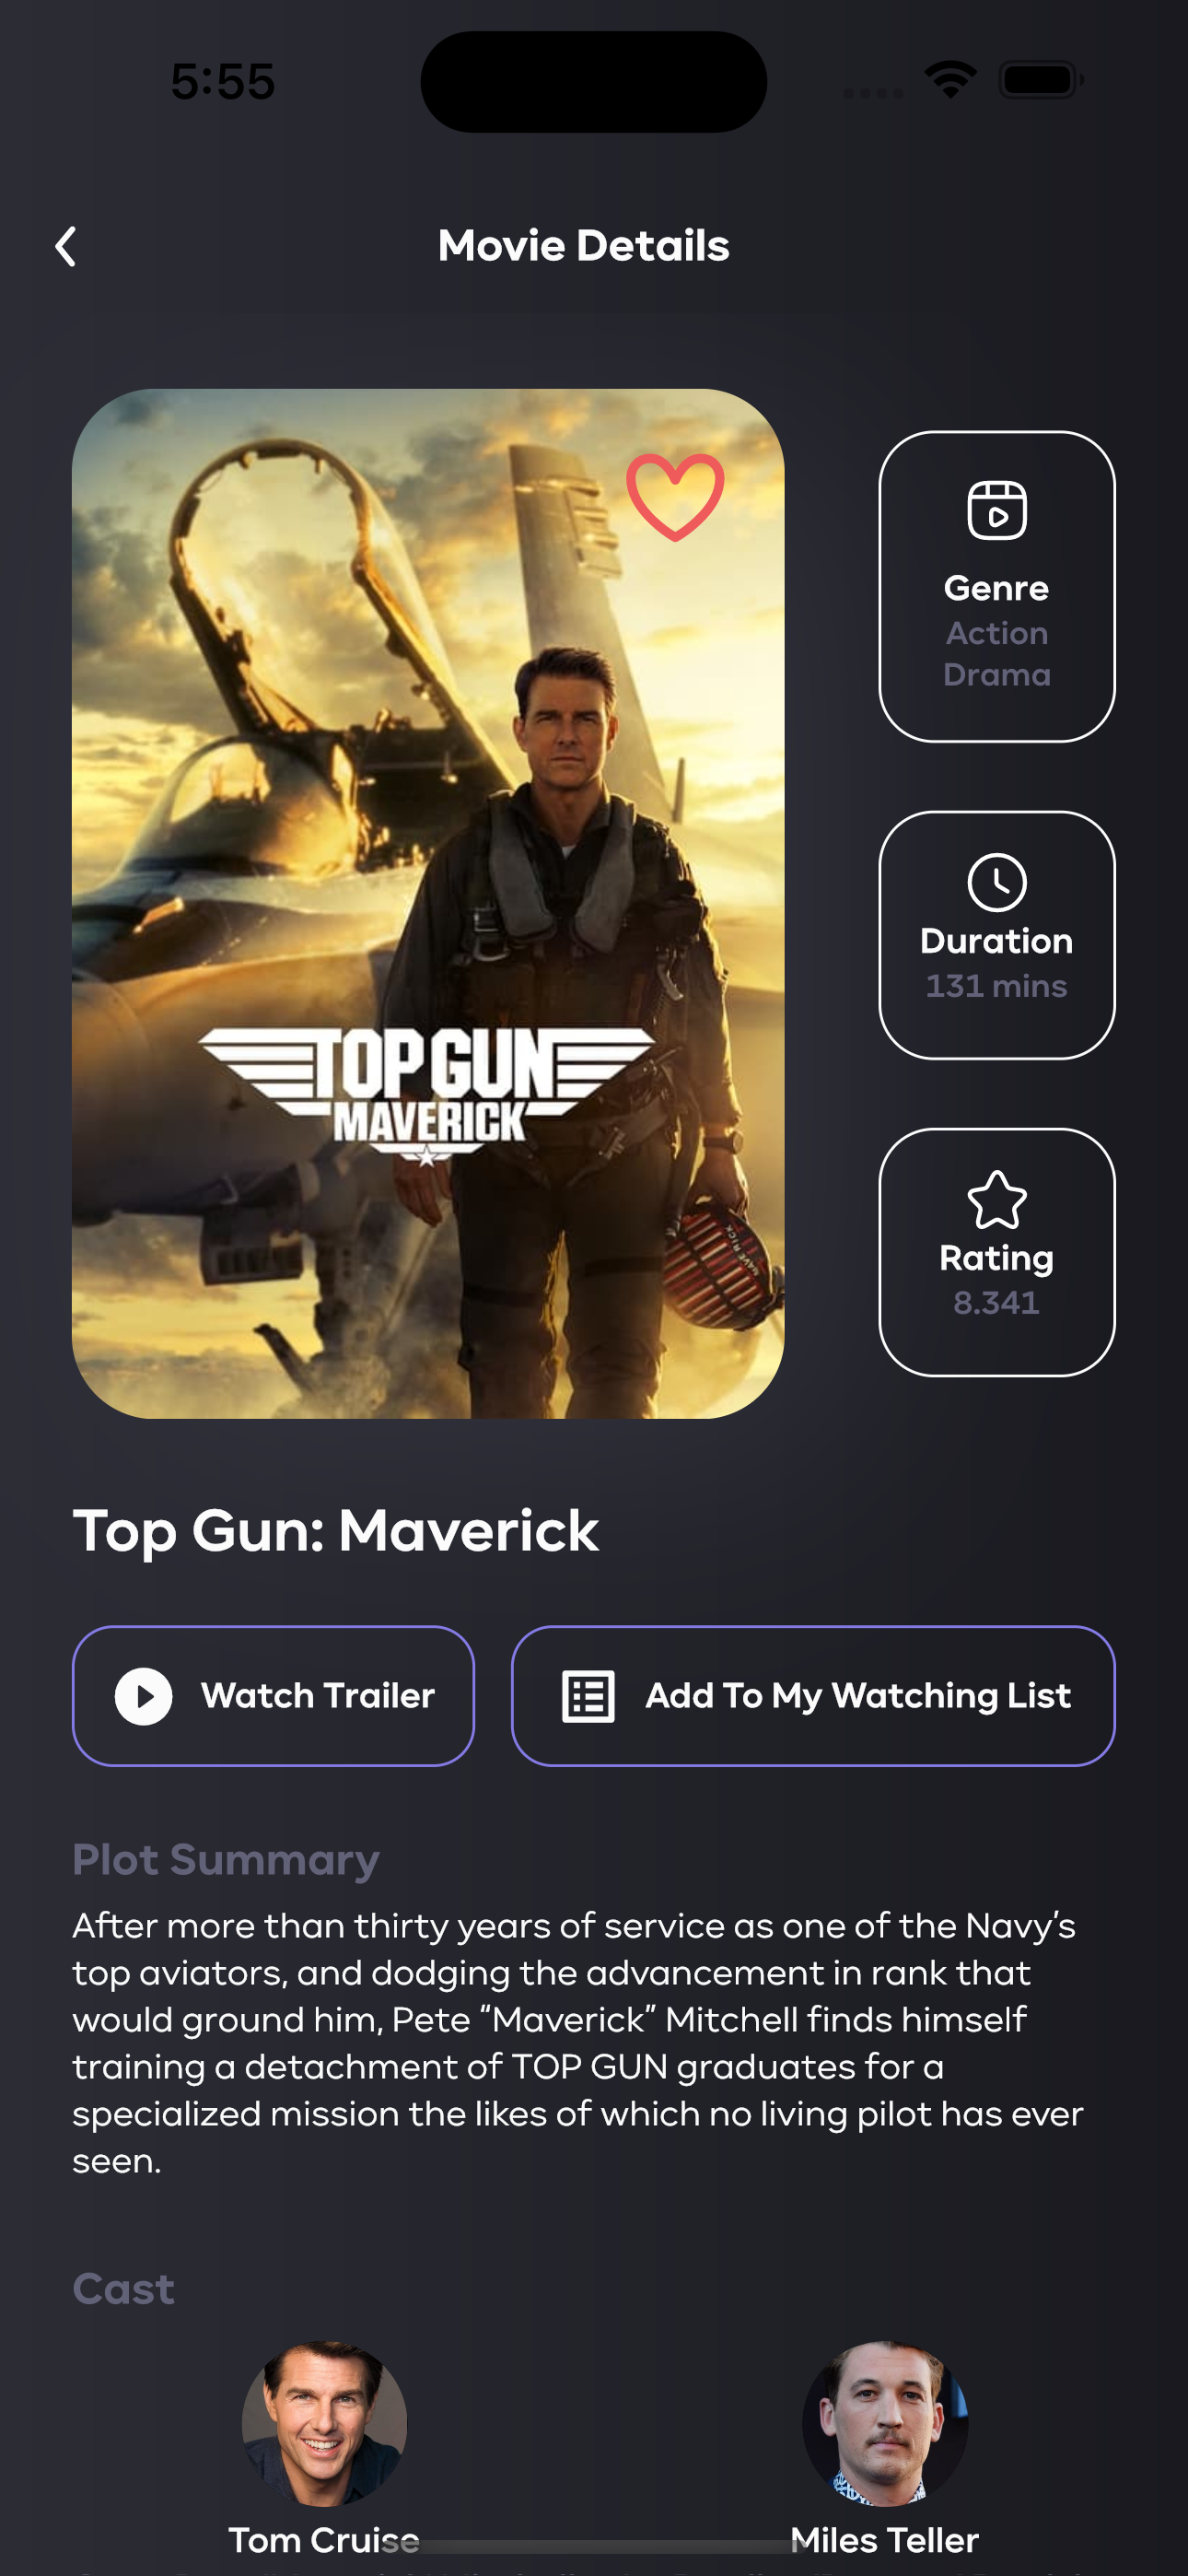 5:55
Movie Details
TOP GUN
MAVERICK
MAVERICK
Genre
Action
Drama
Duration
131 mins
Rating
8.341
Top Gun: Maverick
Watch Trailer
Add To My Watching List
Plot Summary
After more than thirty years of service as one of the Navy’s
top aviators, and dodging the advancement in rank that
would ground him, Pete “Maverick” Mitchell finds himself
training a detachment of TOP GUN graduates for a
specialized mission the likes of which no living pilot has ever
seen.
Cast
Tom Cruise
Miles Teller